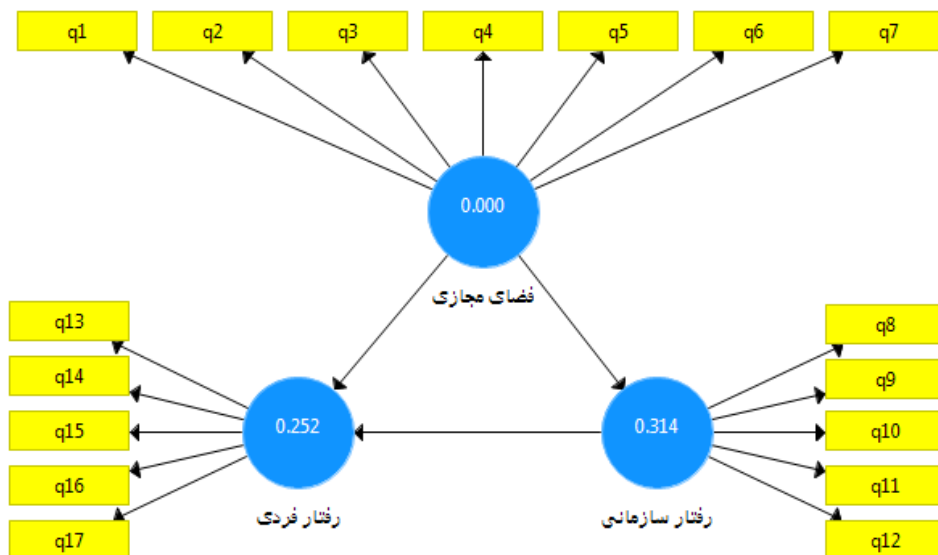 q1
q2
q3
q4
q5
q6
q7
0.000
فضای مجازی
q13
q14
q15
q16
q17
0.252
رفتار فردی
0.314
رفتار سازمانی
q8
q9
q10
q11
q12